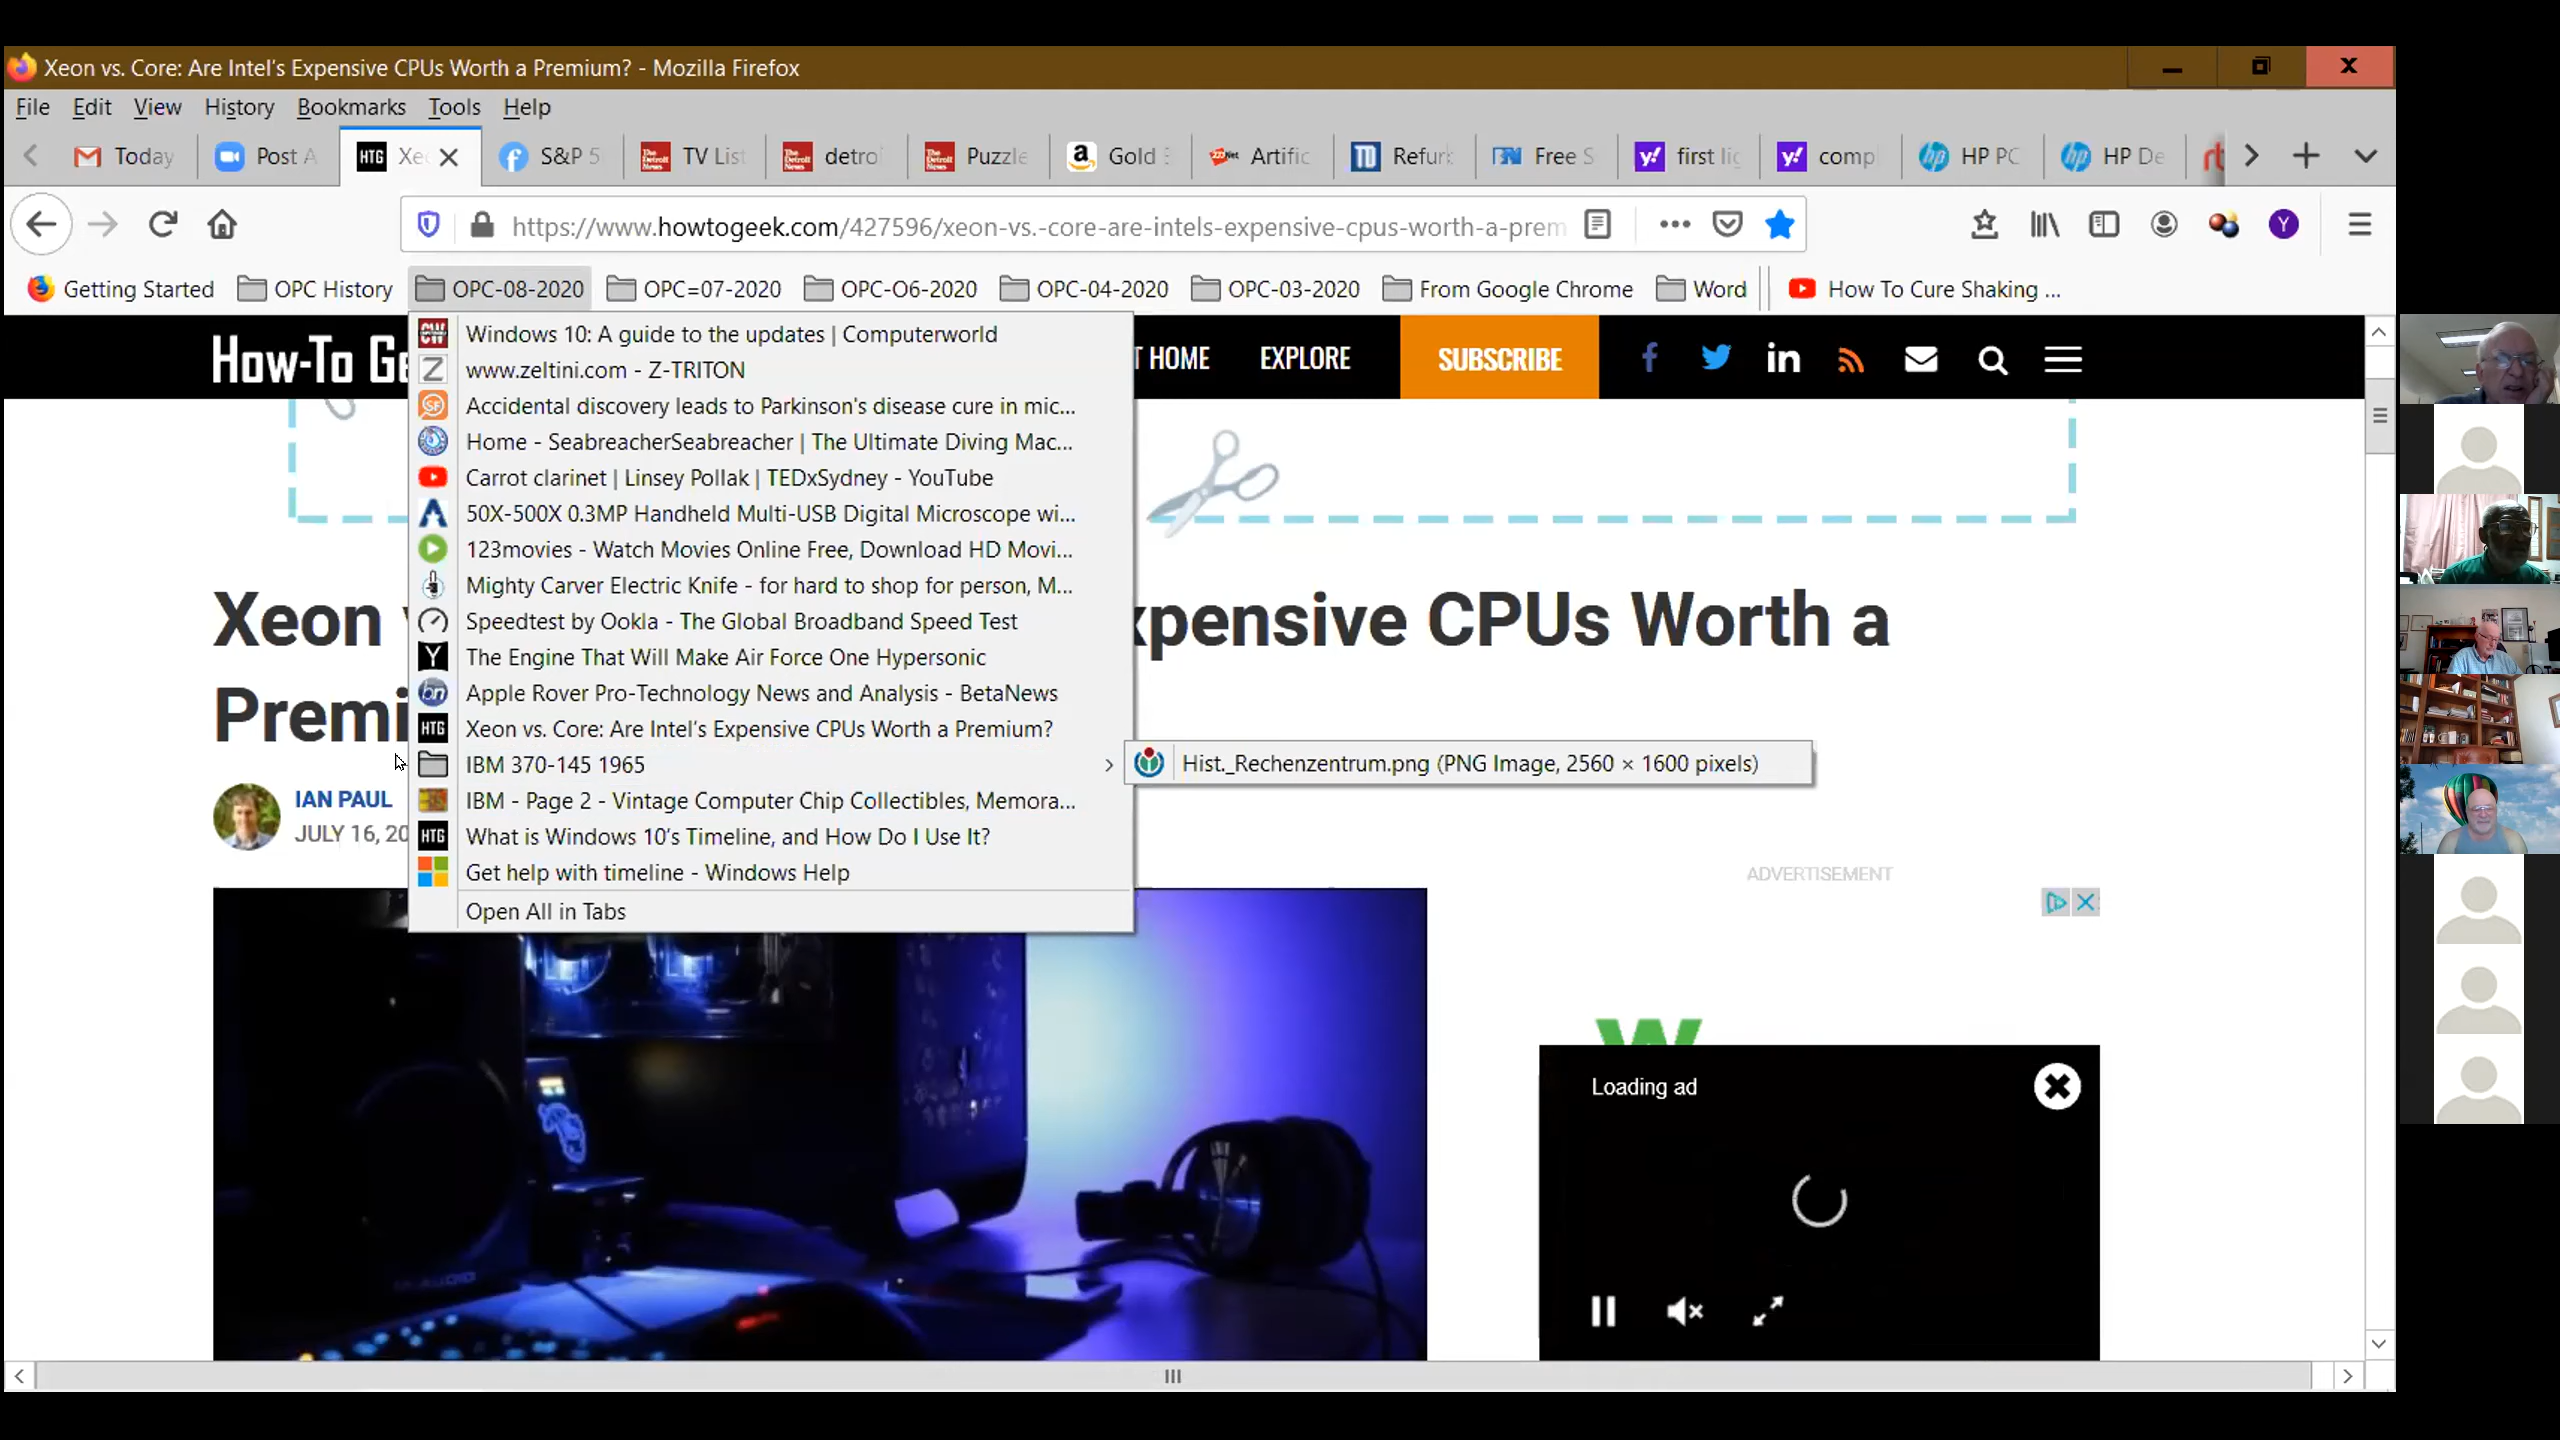 Xeon vs. Core: Are Intel's Expensive CPUs Worth a Premium? - Mozilla Firefox
File Edit View History Bookmarks Tools Help
Today Post A HTG Xe S&P 5 TV List detro Puzzle Gold Artific Refurk Free S first lig comp HP PC HP De
https://www.howtogeek.com/427596/xeon-vs.-core-are-intels-expensive-cpus-worth-a-prem Y
Getting Started OPC History OPC-08-2020 OPC=07-2020 OPC-O6-2020 OPC-04-2020 OPC-03-2020 From Google Chrome Word How To Cure Shaking ...
How-To Ge T HOME EXPLORE SUBSCRIBE
Windows 10: A guide to the updates | Computerworld
www.zeltini.com - Z-TRITON
Accidental discovery leads to Parkinson's disease cure in mic...
Home - SeabreacherSeabreacher | The Ultimate Diving Mac...
Carrot clarinet | Linsey Pollak | TEDxSydney - YouTube
50X-500X 0.3MP Handheld Multi-USB Digital Microscope wi...
123movies - Watch Movies Online Free, Download HD Movi...
Mighty Carver Electric Knife - for hard to shop for person, M...
Speedtest by Ookla - The Global Broadband Speed Test
The Engine That Will Make Air Force One Hypersonic
Apple Rover Pro-Technology News and Analysis - BetaNews
HTG Xeon vs. Core: Are Intel's Expensive CPUs Worth a Premium?
IBM 370-145 1965
Hist._Rechenzentrum.png (PNG Image, 2560 × 1600 pixels)
IBM - Page 2 - Vintage Computer Chip Collectibles, Memora...
HTG What is Windows 10's Timeline, and How Do I Use It?
Get help with timeline - Windows Help
Open All in Tabs
Xeon xpensive CPUs Worth a
Premi
IAN PAUL
JULY 16, 20
ADVERTISEMENT
Loading ad